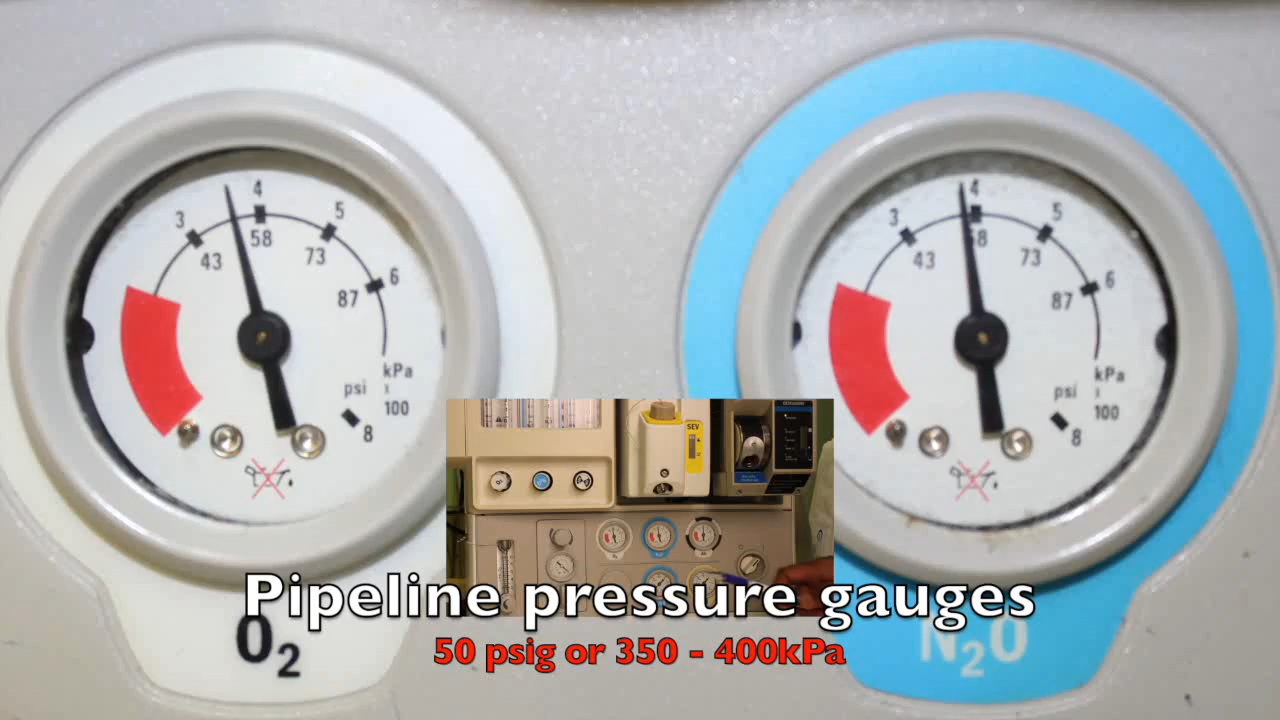 4
3
5
58
43
73
6
87
kPa
x
100
psi
8
4
3
5
58
43
73
6
87
kPa
x
100
psi
8
SEV
Pipeline pressure gauges
O2
N2O
50 psig or 350 - 400kPa